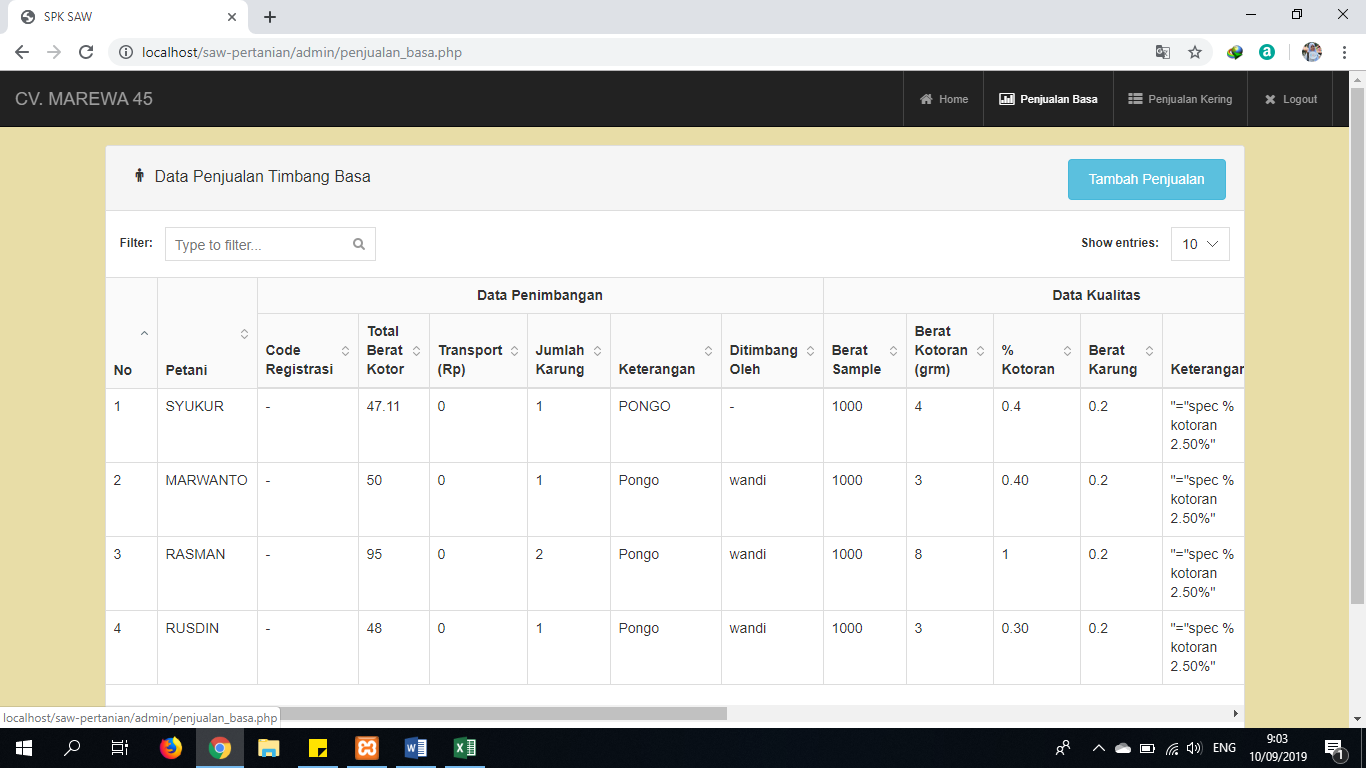 SPK SAW
localhost/saw-pertanian/admin/penjualan_basa.php
CV. MAREWA 45
Home
Penjualan Basa
Penjualan Kering
Logout
Data Penjualan Timbang Basa
Tambah Penjualan
Filter:
Type to filter...
Show entries:
10
Data Penimbangan
Data Kualitas
No
Petani
Code
Registrasi
Total
Berat
Kotor
Transport
(Rp)
Jumlah
Karung
Keterangan
Ditimbang
Oleh
Berat
Sample
Berat
Kotoran
(grm)
%
Kotoran
Berat
Karung
Keterangan
1 SYUKUR - 47.11 0 1 PONGO - 1000 4 0.4 0.2 "="spec %
kotoran
2.50%"
2 MARWANTO - 50 0 1 Pongo wandi 1000 3 0.40 0.2 "="spec %
kotoran
2.50%"
3 RASMAN - 95 0 2 Pongo wandi 1000 8 1 0.2 "="spec %
kotoran
2.50%"
4 RUSDIN - 48 0 1 Pongo wandi 1000 3 0.30 0.2 "="spec %
kotoran
2.50%"
localhost/saw-pertanian/admin/penjualan_basa.php
ENG
9:03
10/09/2019
1